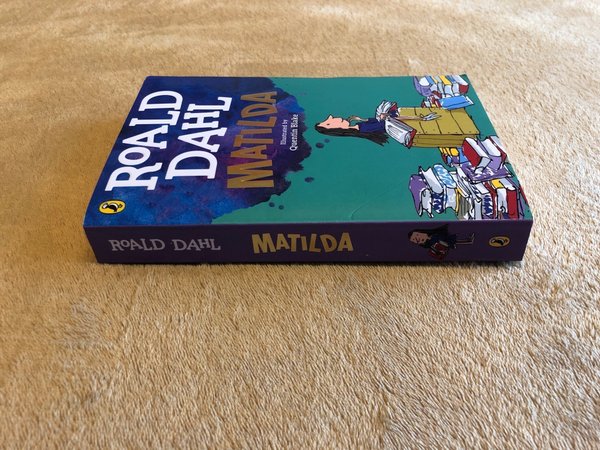 ROALD
DAHL
MATILDA
Illustrated by
Quentin Blake
ROALD DAHL MATILDA